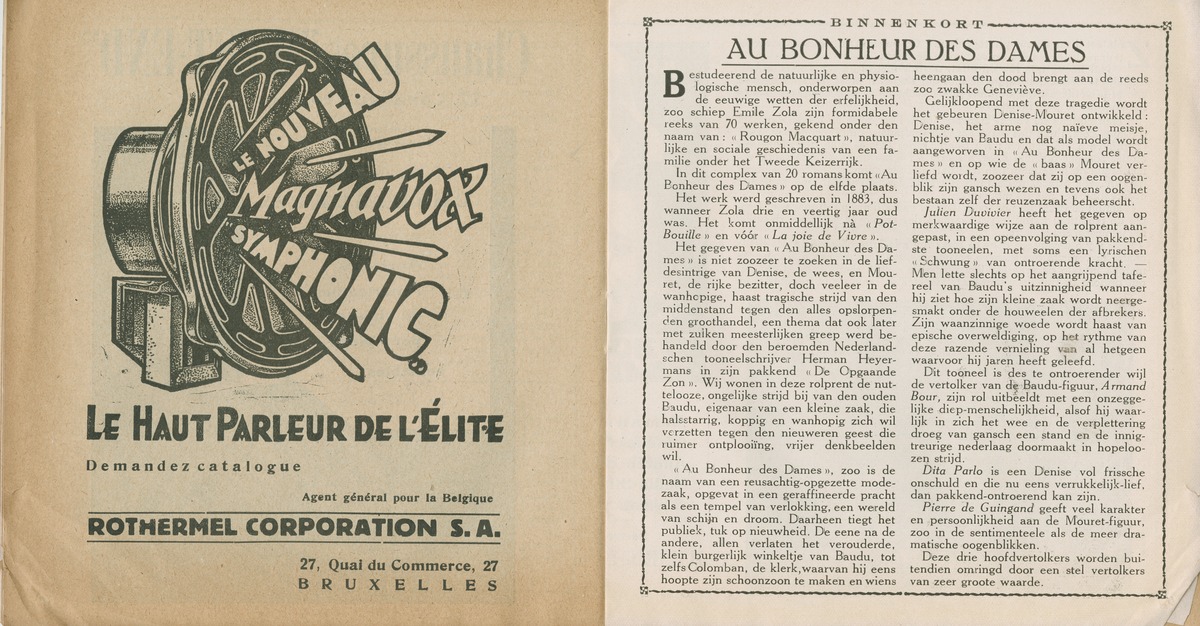 LE NOUVEAU
Magnavox
SYMPHONIC
LE HAUT PARLEUR DE L'ÉLITE
Demandez catalogue
Agent général pour la Belgique
ROTHERMEL CORPORATION S. A.
27, Quai du Commerce, 27
BRUXELLES
BINNENKORT
AU BONHEUR DES DAMES
Bestudeerend de natuurlijke en physio-
logische mensch, onderworpen aan
de eeuwige wetten der erfelijkheid,
zoo schiep Emile Zola zijn formidabele
reeks van 70 werken, gekend onder den
naam van : « Rougon Macquart », natuur-
lijke en sociale geschiedenis van een fa-
milie onder het Tweede Keizerrijk.
In dit complex van 20 romans komt «Au
Bonheur des Dames » op de elfde plaats.
Het werk werd geschreven in 1883, dus
wanneer Zola drie en veertig jaar oud
was. Het komt onmiddellijk nà « Pot-
Bouille » en vóór « La joie de Vivre ».
Het gegeven van « Au Bonheur des Da-
mes » is niet zoozeer te zoeken in de lief-
desintrige van Denise, de wees, en Mou-
ret, de rijke bezitter, doch veeleer in de
wanhopige, haast tragische strijd van den
middenstand tegen den alles opslorpen-
den groothandel, een thema dat ook later
met zulken meesterlijken greep werd be-
handeld door den beroemden Nederland-
schen tooneelschrijver Herman Heyer-
mans in zijn pakkend « De Opgaande
Zon ». Wij wonen in deze rolprent de nut-
telooze, ongelijke strijd bij van den ouden
Baudu, eigenaar van een kleine zaak, die
halsstarrig, koppig en wanhopig zich wil
verzetten tegen den nieuweren geest die
ruimer ontplooiïng, vrijer denkbeelden
wil.
« Au Bonheur des Dames », zoo is de
naam van een reusachtig-opgezette mode-
zaak, opgevat in een geraffineerde pracht
als een tempel van verlokking, een wereld
van schijn en droom. Daarheen tiegt het
publiek, tuk op nieuwheid. De eene na de
andere, allen verlaten het verouderde,
klein burgerlijk winkeltje van Baudu, tot
zelfs Colomban, de klerk, waarvan hij eens
hoopte zijn schoonzoon te maken en wiens
heengaan den dood brengt aan de reeds
zoo zwakke Geneviève.
Gelijkloopend met deze tragedie wordt
het gebeuren Denise-Mouret ontwikkeld :
Denise, het arme nog naïeve meisje,
nichtje van Baudu en dat als model wordt
aangeworven in « Au Bonheur des Da-
mes » en op wie de « baas » Mouret ver-
liefd wordt, zoozeer dat zij op een oogen-
blik zijn gansch wezen en tevens ook het
bestaan zelf der reuzenzaak beheerscht.
Julien Duvivier heeft het gegeven op
merkwaardige wijze aan de rolprent aan-
gepast, in een opeenvolging van pakkend-
ste tooneelen, met soms een lyrischen
« Schwung » van ontroerende kracht. —
Men lette slechts op het aangrijpend tafe-
reel van Baudu's uitzinnigheid wanneer
hij ziet hoe zijn kleine zaak wordt neerge-
smakt onder de houweelen der afbrekers.
Zijn waanzinnige woede wordt haast van
epische overweldiging, op het rythme van
deze razende vernieling van al hetgeen
waarvoor hij jaren heeft geleefd.
Dit tooneel is des te ontroerender wijl
de vertolker van de Baudu-figuur, Armand
Bour, zijn rol uitbeeldt met een onzegge-
lijke diep-menschelijkheid, alsof hij waar-
lijk in zich het wee en de verplettering
droeg van gansch een stand en de innig-
treurige nederlaag doormaakt in hopeloo-
zen strijd.
Dita Parlo is een Denise vol frissche
onschuld en die nu eens verrukkelijk-lief,
dan pakkend-ontroerend kan zijn.
Pierre de Guingand geeft veel karakter
en persoonlijkheid aan de Mouret-figuur,
zoo in de sentimenteele als de meer dra-
matische oogenblikken.
Deze drie hoofdvertolkers worden bui-
tendien omringd door een stel vertolkers
van zeer groote waarde.